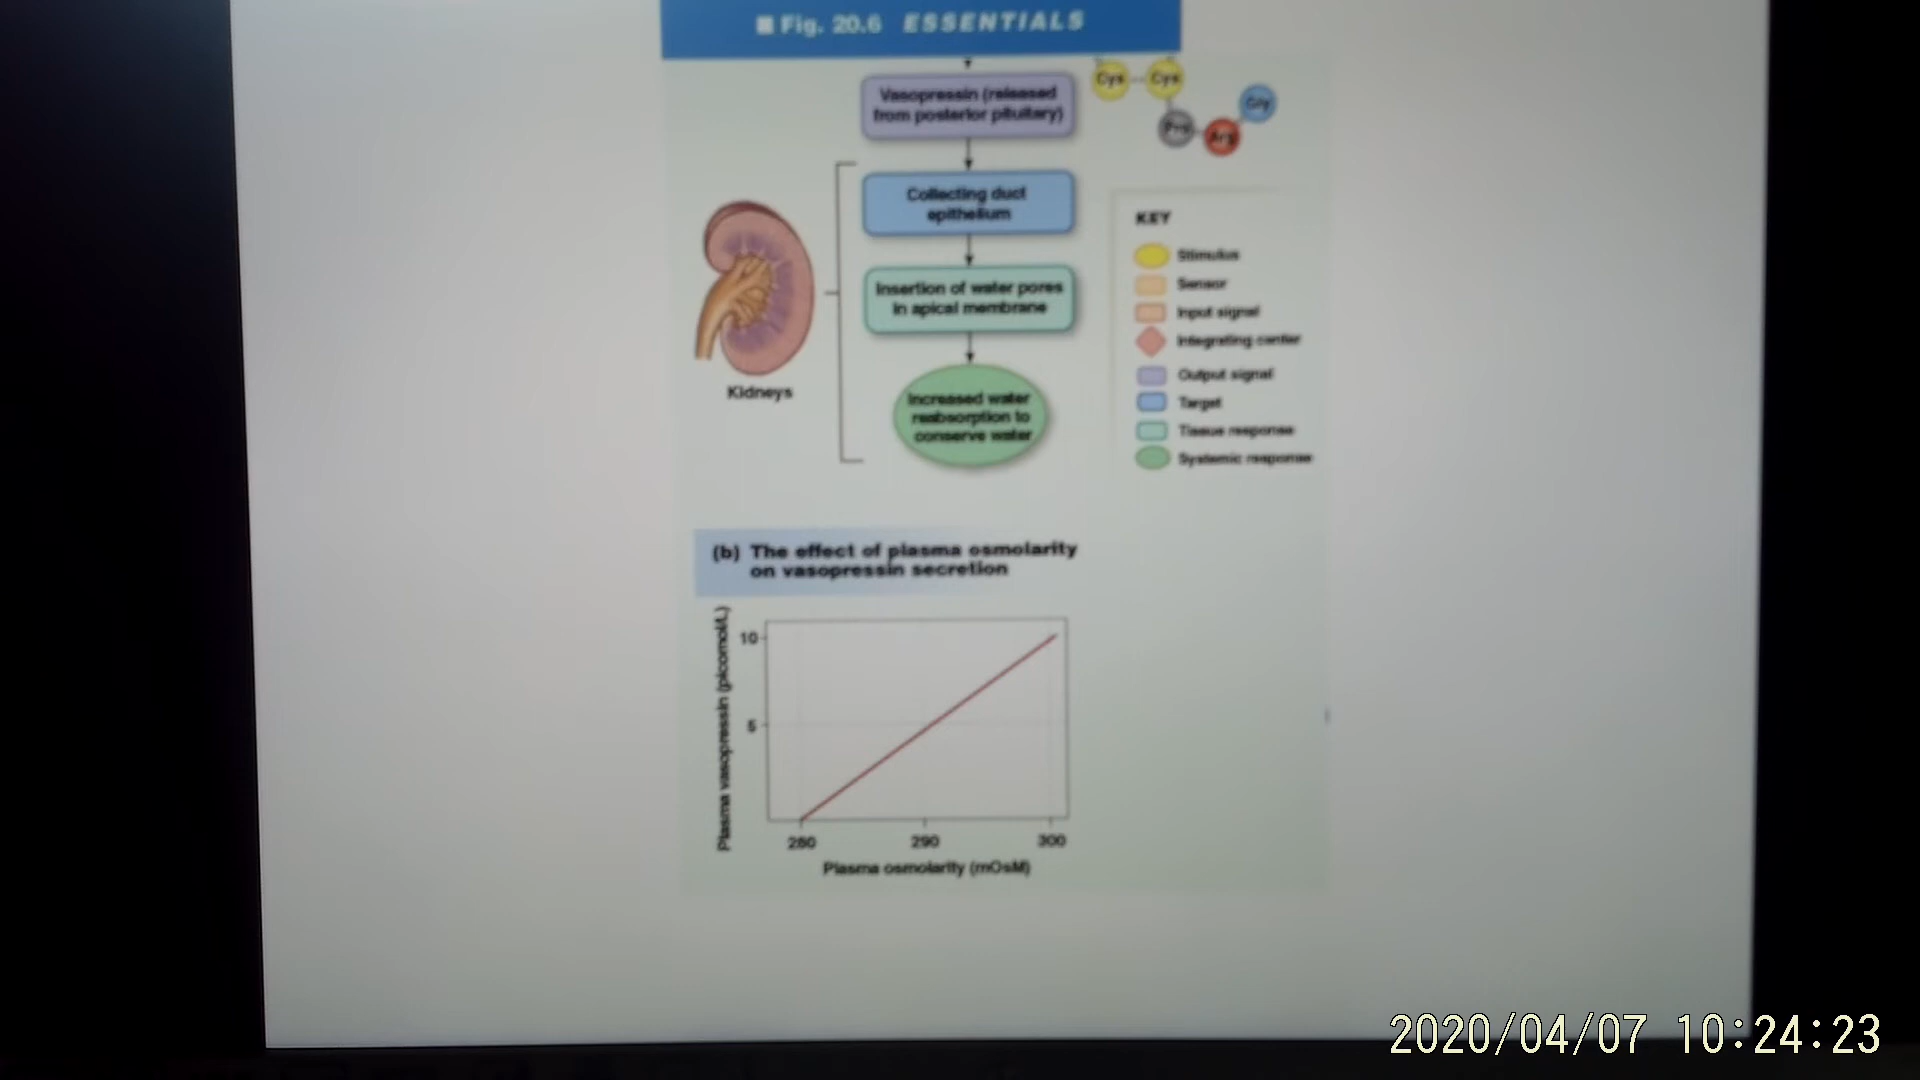 ■ Fig. 20.6 ESSENTIALS
Vasopressin (released
from posterior pituitary)
Cys
Cys
Pro
Arg
Gly
Collecting duct
epithelium
Insertion of water pores
in apical membrane
Increased water
reabsorption to
conserve water
Kidneys
KEY
Stimulus
Sensor
Input signal
Integrating center
Output signal
Target
Tissue response
Systemic response
(b) The effect of plasma osmolarity
on vasopressin secretion
Plasma vasopressin (picomol/L)
10
5
280
290
300
Plasma osmolarity (mOsM)
2020/04/07 10:24:23